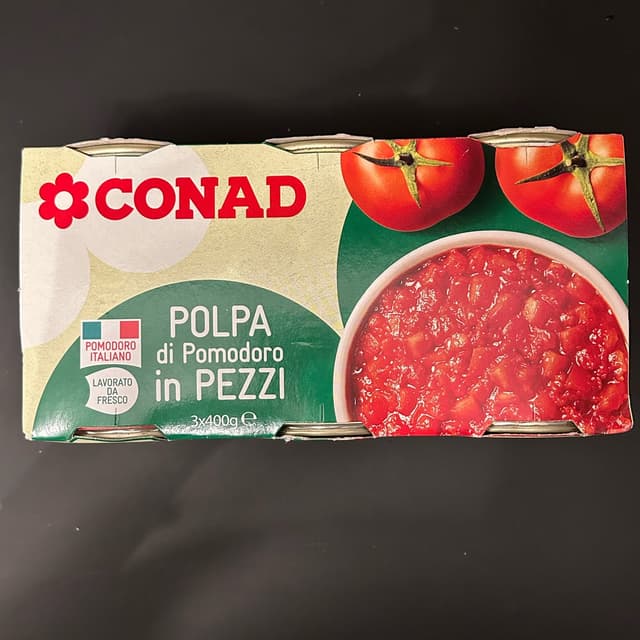 CONAD
POLPA
di Pomodoro
in PEZZI
3x400g ℮
POMODORO
ITALIANO
LAVORATO
DA
FRESCO